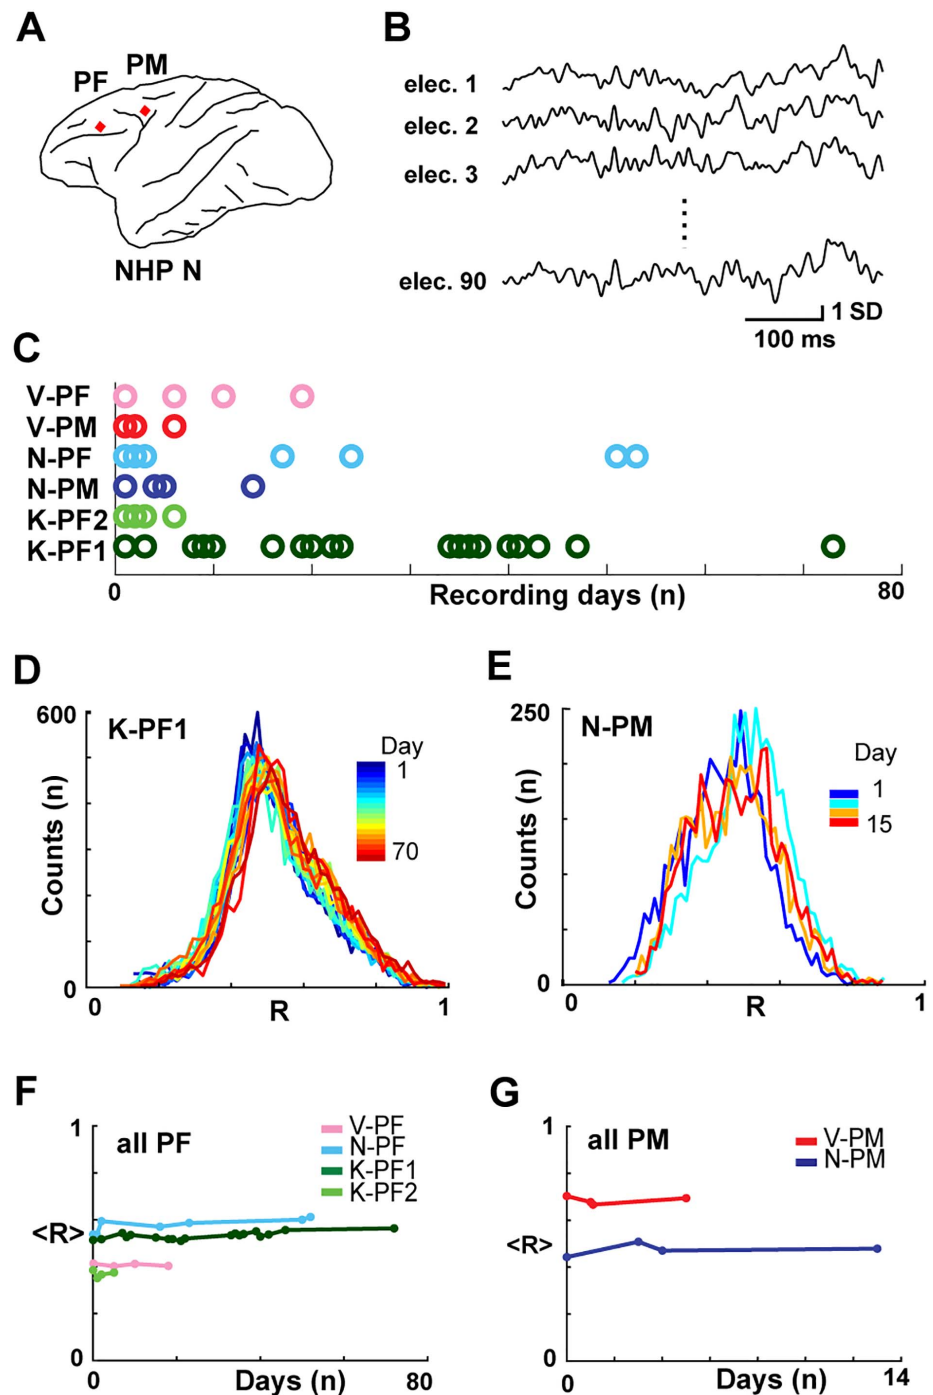 A
PF
PM
NHP N
B
elec. 1
elec. 2
elec. 3
elec. 90
1 SD
100 ms
C
V-PF
V-PM
N-PF
N-PM
K-PF2
K-PF1
0
Recording days (n)
80
D
600
K-PF1
Day
1
70
Counts (n)
0
0
R
1
E
250
N-PM
Day
1
15
Counts (n)
0
0
R
1
F
1
all PF
V-PF
N-PF
K-PF1
K-PF2
<R>
0
0
Days (n)
80
G
1
all PM
V-PM
N-PM
<R>
0
0
Days (n)
14